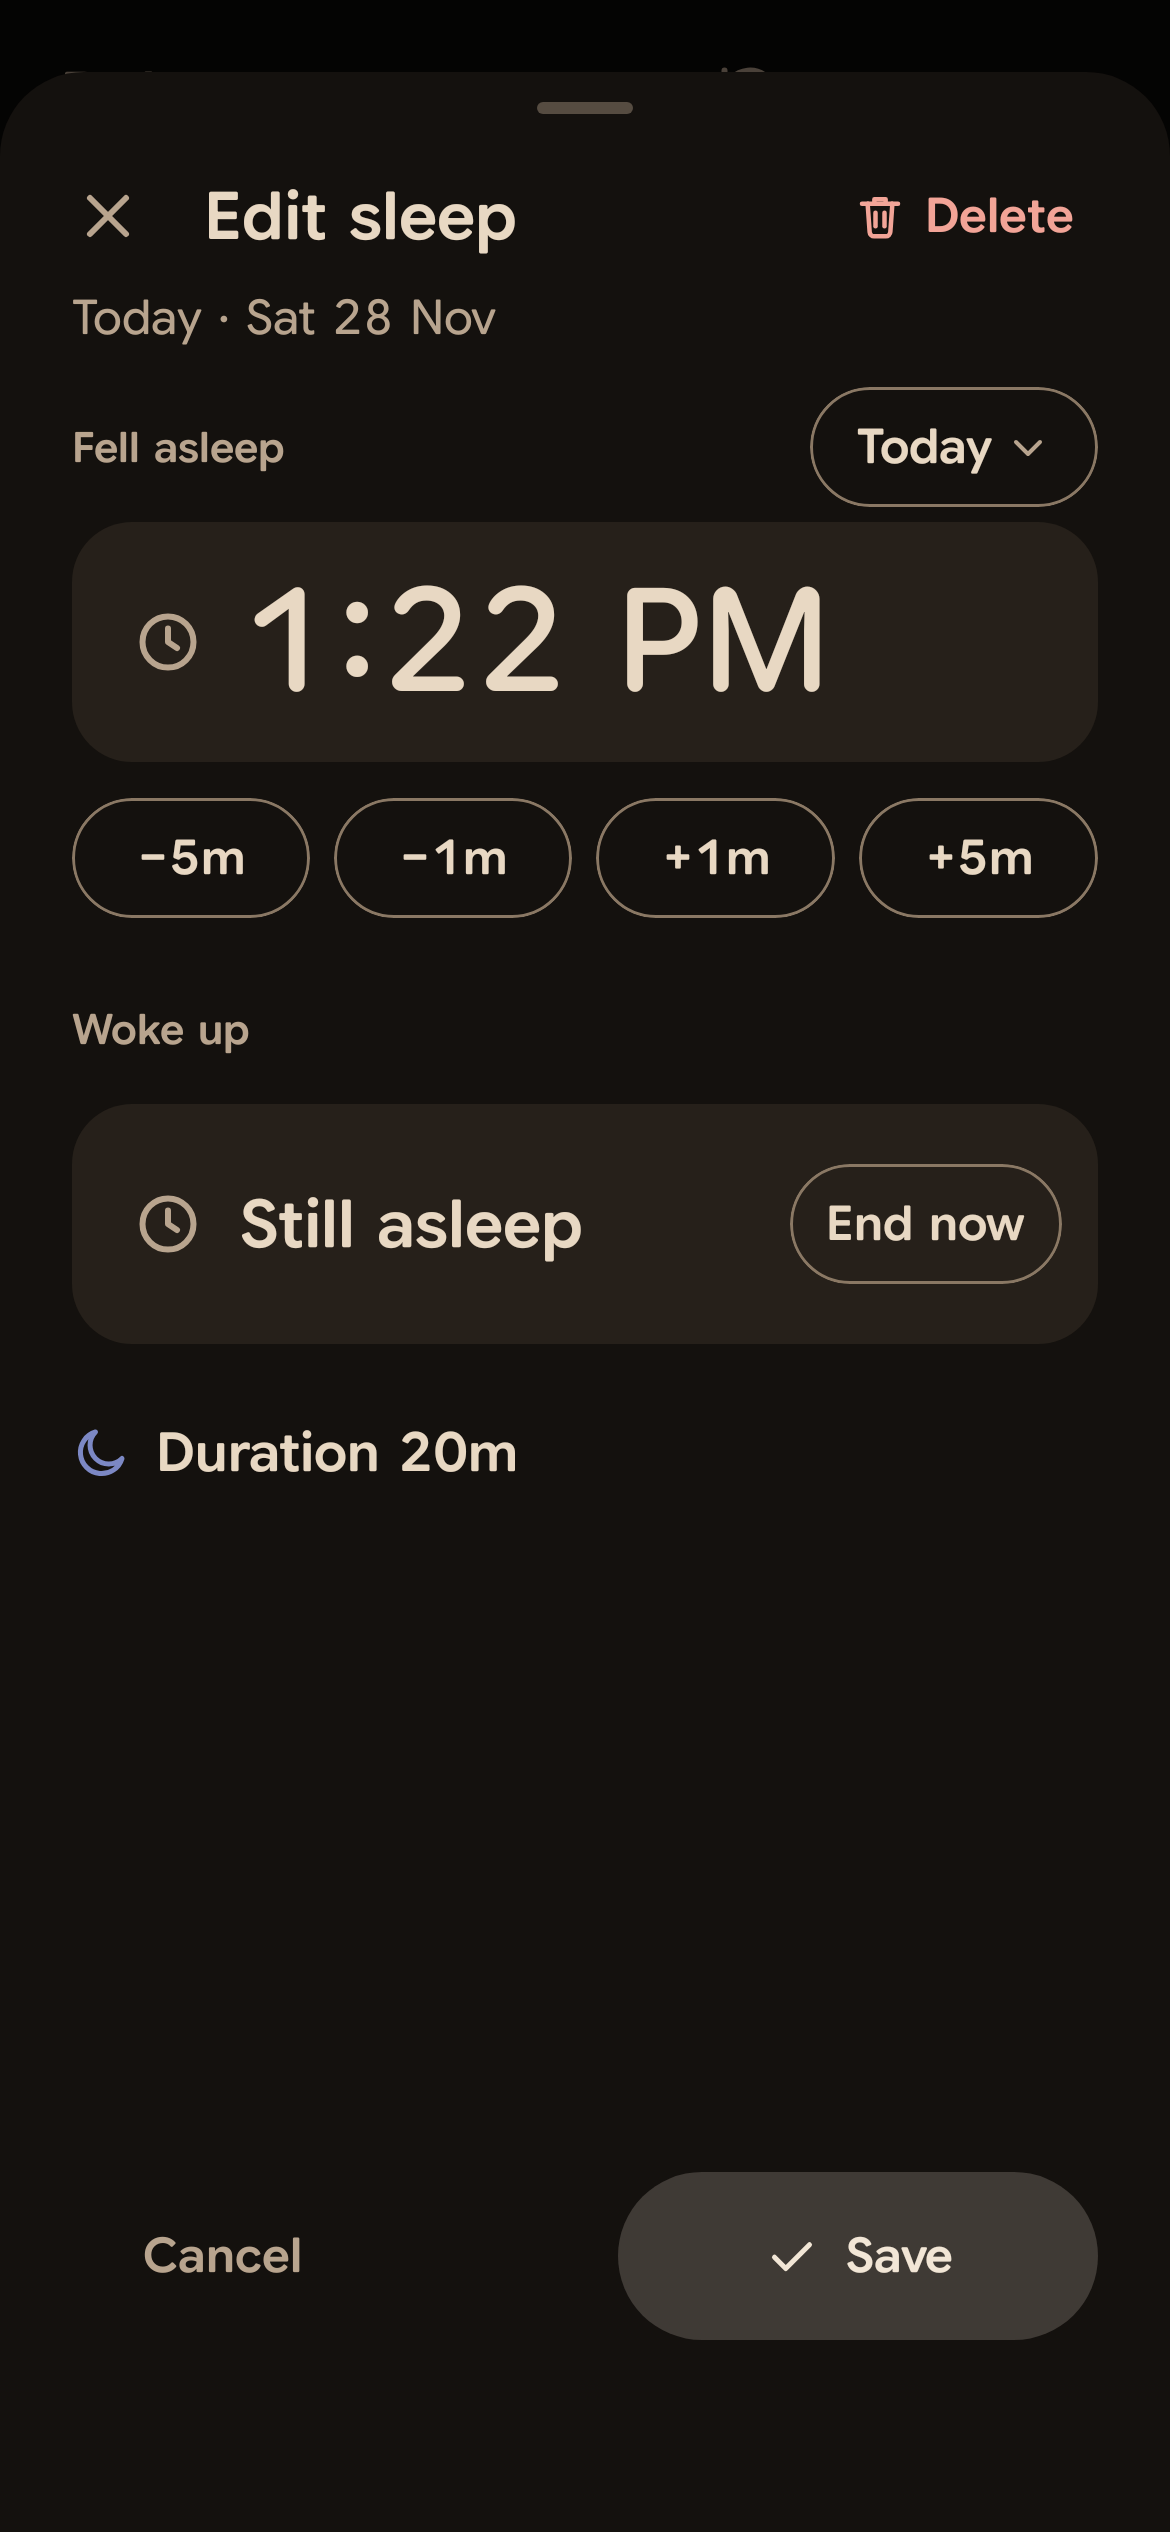 Edit sleep
Delete
Today · Sat 28 Nov
Fell asleep
Today
1:22 PM
−5m
−1m
+1m
+5m
Woke up
Still asleep
End now
Duration 20m
Cancel
Save